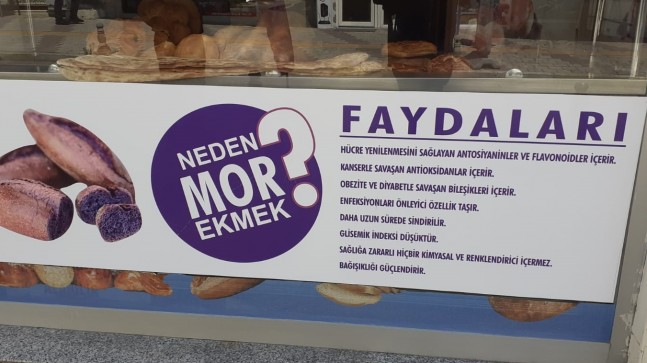 NEDEN
MOR
EKMEK
?
FAYDALARI
HÜCRE YENİLENMESİNİ SAĞLAYAN ANTOSİYANİNLER VE FLAVONOİDLER İÇERİR.
KANSERLE SAVAŞAN ANTİOKSİDANLAR İÇERİR.
OBEZİTE VE DİYABETLE SAVAŞAN BİLEŞİKLERİ İÇERİR.
ENFEKSİYONLARI ÖNLEYİCİ ÖZELLİK TAŞIR.
DAHA UZUN SÜREDE SİNDİRİLİR.
GLİSEMİK İNDEKSİ DÜŞÜKTÜR.
SAĞLIĞA ZARARLI HİÇBİR KİMYASAL VE RENKLENDİRİCİ İÇERMEZ.
BAĞIŞIKLIĞI GÜÇLENDİRİR.